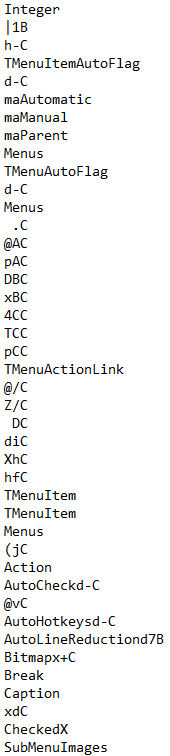 Integer
|1B
h-C
TMenuItemAutoFlag
d-C
maAutomatic
maManual
maParent
Menus
TMenuAutoFlag
d-C
Menus
 .C
@AC
pAC
DBC
xBC
4CC
TCC
pCC
TMenuActionLink
@/C
Z/C
 DC
diC
XhC
hfC
TMenuItem
TMenuItem
Menus
(jC
Action
AutoCheckd-C
@vC
AutoHotkeysd-C
AutoLineReductiond7B
Bitmapx+C
Break
Caption
xdC
CheckedX
SubMenuImages